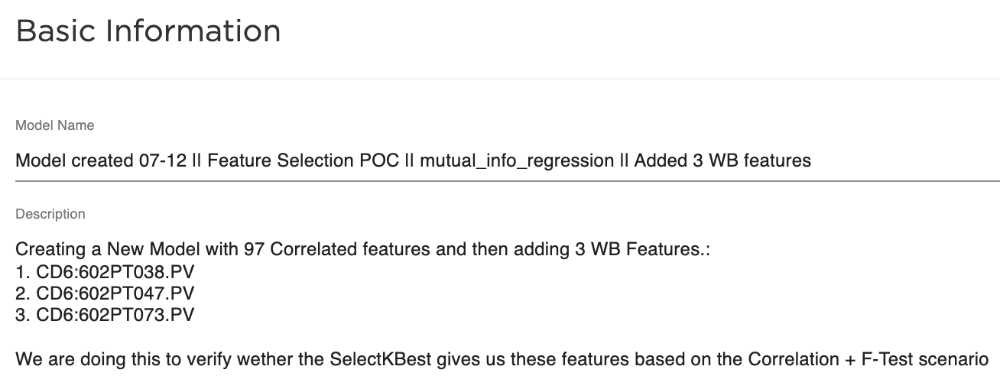 Basic Information
Model Name
Model created 07-12 || Feature Selection POC || mutual_info_regression || Added 3 WB features
Description
Creating a New Model with 97 Correlated features and then adding 3 WB Features.:
1. CD6:602PT038.PV
2. CD6:602PT047.PV
3. CD6:602PT073.PV
We are doing this to verify wether the SelectKBest gives us these features based on the Correlation + F-Test scenario